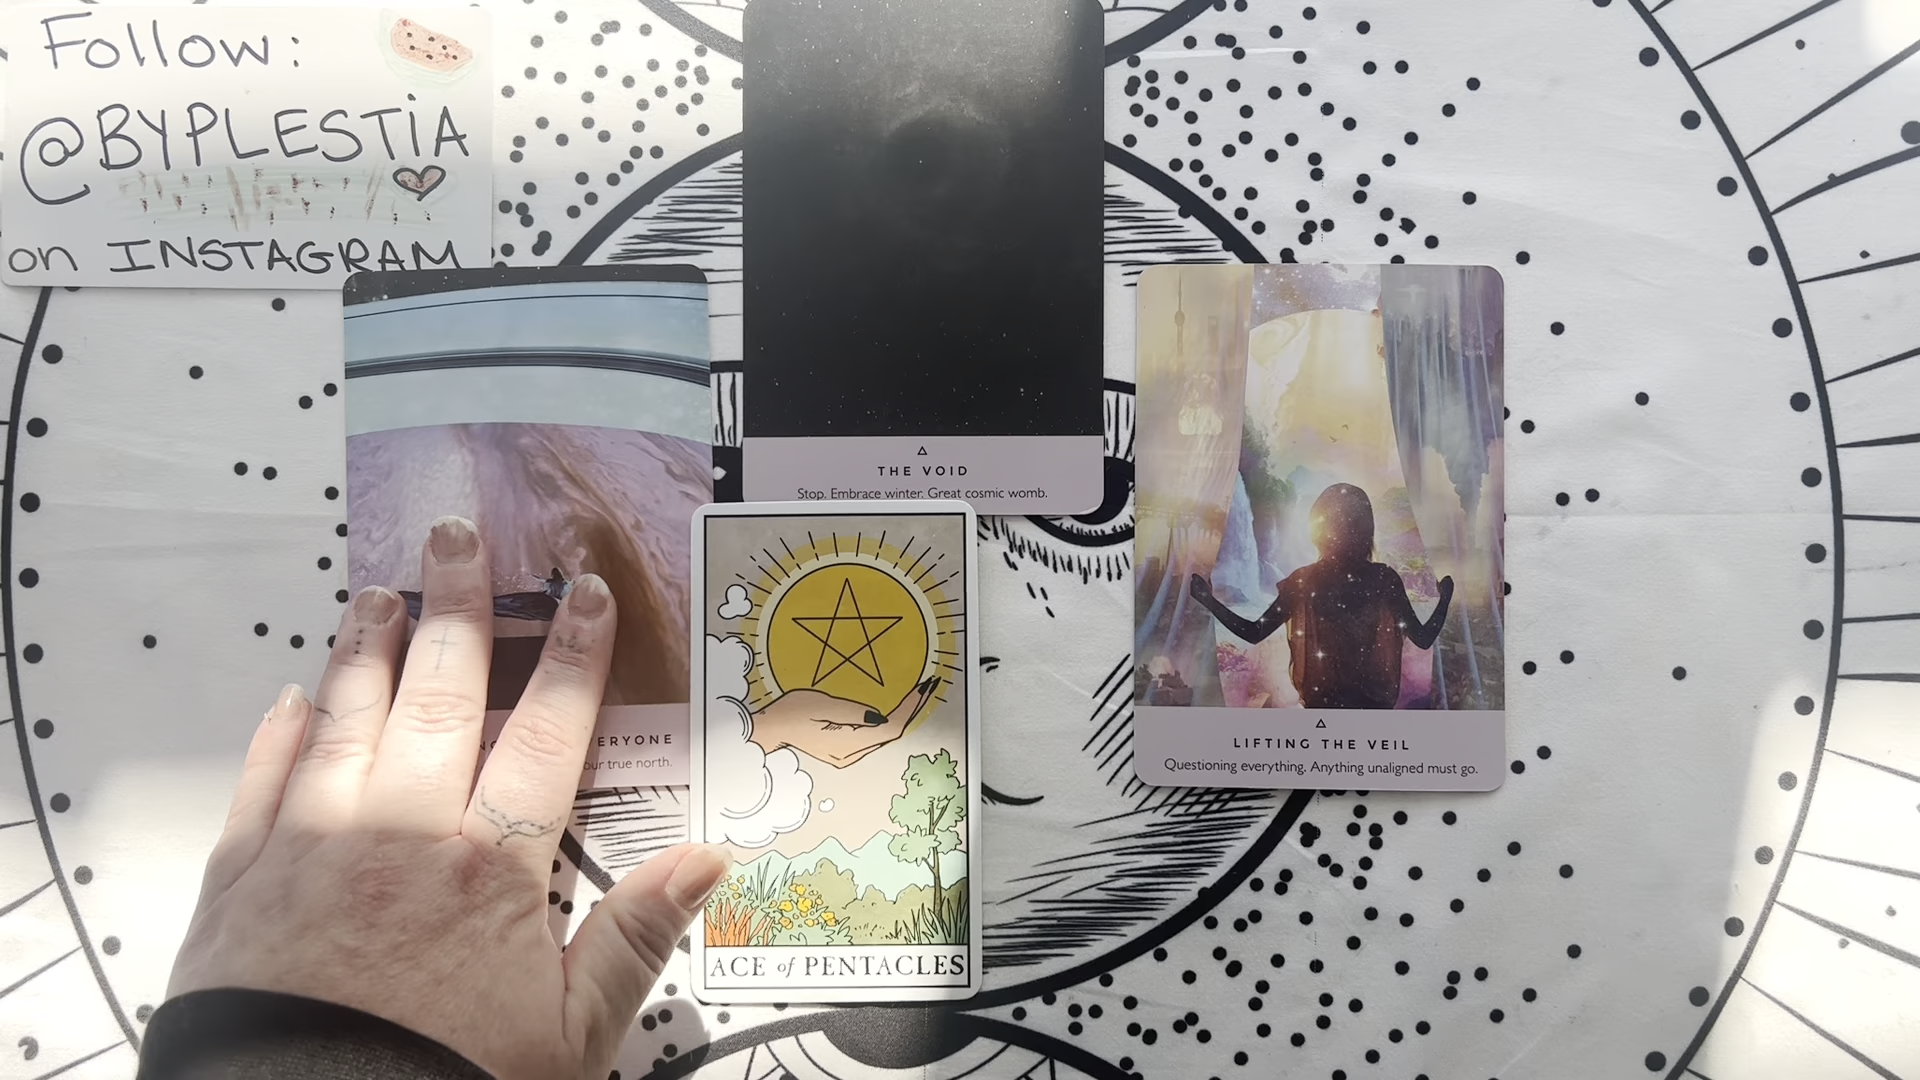 Follow:
@BYPLESTiA
on INSTAGRAM
THE VOID
Stop. Embrace winter. Great cosmic womb.
ERYONE
our true north.
LIFTING THE VEIL
Questioning everything. Anything unaligned must go.
ACE of PENTACLES